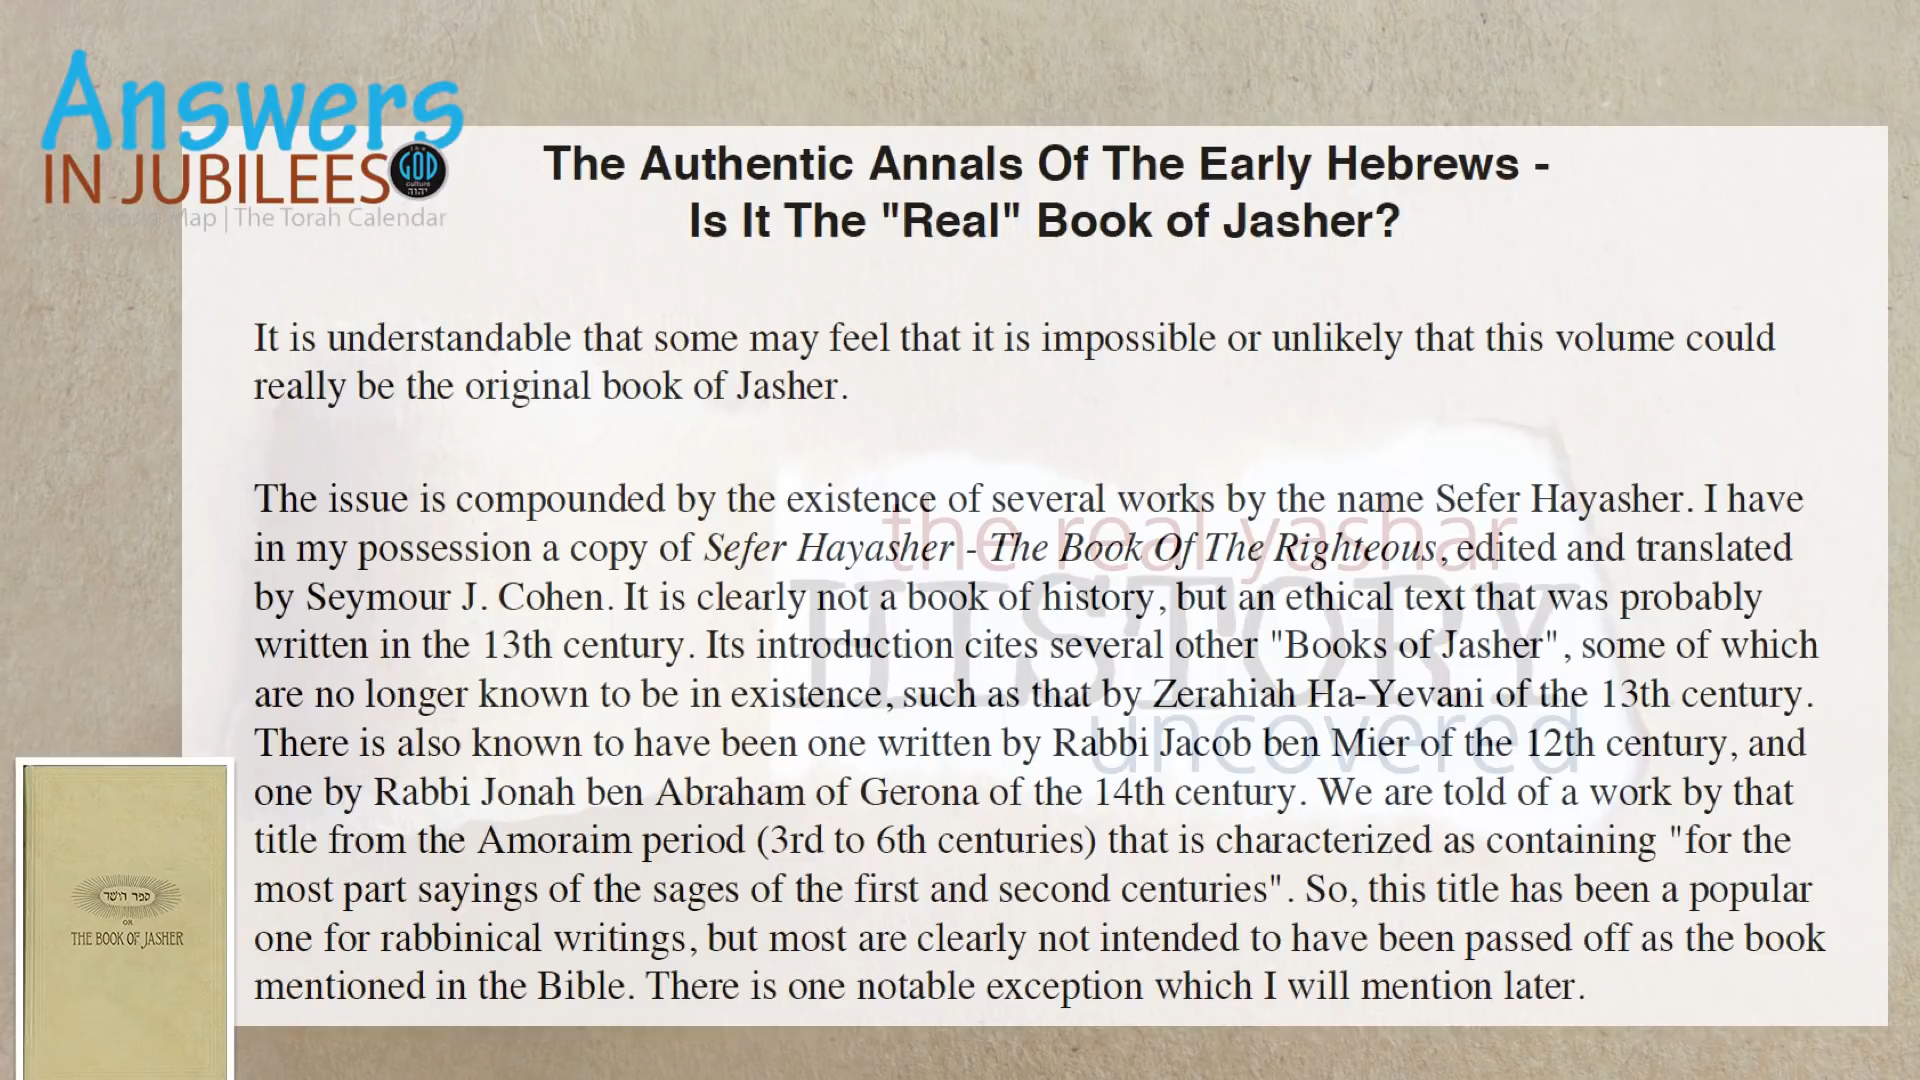 Answers
IN JUBILEES
the
GOD
culture
יהוה
Map | The Torah Calendar
The Authentic Annals Of The Early Hebrews -
Is It The "Real" Book of Jasher?
It is understandable that some may feel that it is impossible or unlikely that this volume could
really be the original book of Jasher.
The issue is compounded by the existence of several works by the name Sefer Hayasher. I have
in my possession a copy of Sefer Hayasher - The Book Of The Righteous, edited and translated
by Seymour J. Cohen. It is clearly not a book of history, but an ethical text that was probably
written in the 13th century. Its introduction cites several other "Books of Jasher", some of which
are no longer known to be in existence, such as that by Zerahiah Ha-Yevani of the 13th century.
There is also known to have been one written by Rabbi Jacob ben Mier of the 12th century, and
one by Rabbi Jonah ben Abraham of Gerona of the 14th century. We are told of a work by that
title from the Amoraim period (3rd to 6th centuries) that is characterized as containing "for the
most part sayings of the sages of the first and second centuries". So, this title has been a popular
one for rabbinical writings, but most are clearly not intended to have been passed off as the book
mentioned in the Bible. There is one notable exception which I will mention later.
the real yashar
HISTORY
uncovered
ספר הישר
OR
THE BOOK OF JASHER